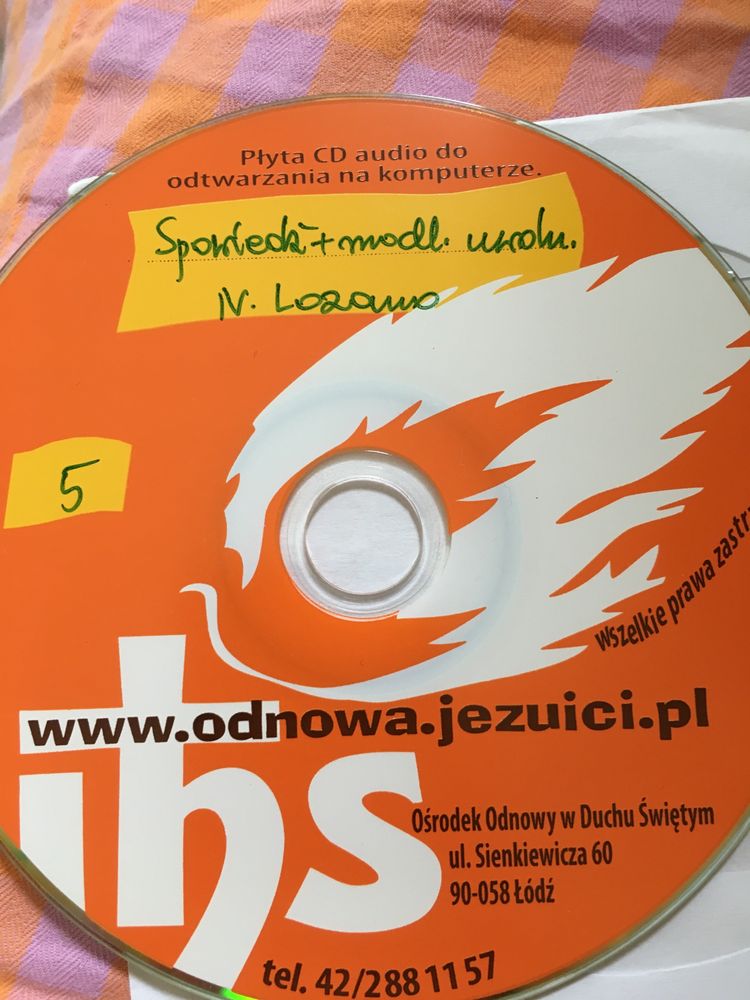 Płyta CD audio do
odtwarzania na komputerze.
Spowiedź + modl. uzdr.
N. Lozano
5
wszelkie prawa zastrz
www.odnowa.jezuici.pl
ihs
Ośrodek Odnowy w Duchu Świętym
ul. Sienkiewicza 60
90-058 Łódź
tel. 42/288 11 57